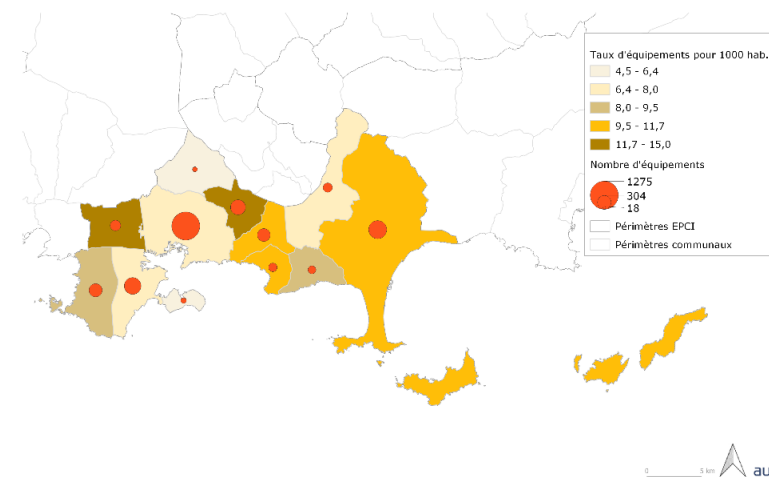 Taux d'équipements pour 1000 hab.
4,5 - 6,4
6,4 - 8,0
8,0 - 9,5
9,5 - 11,7
11,7 - 15,0
Nombre d'équipements
1275
304
18
Périmètres EPCI
Périmètres communaux
0 5 km
au